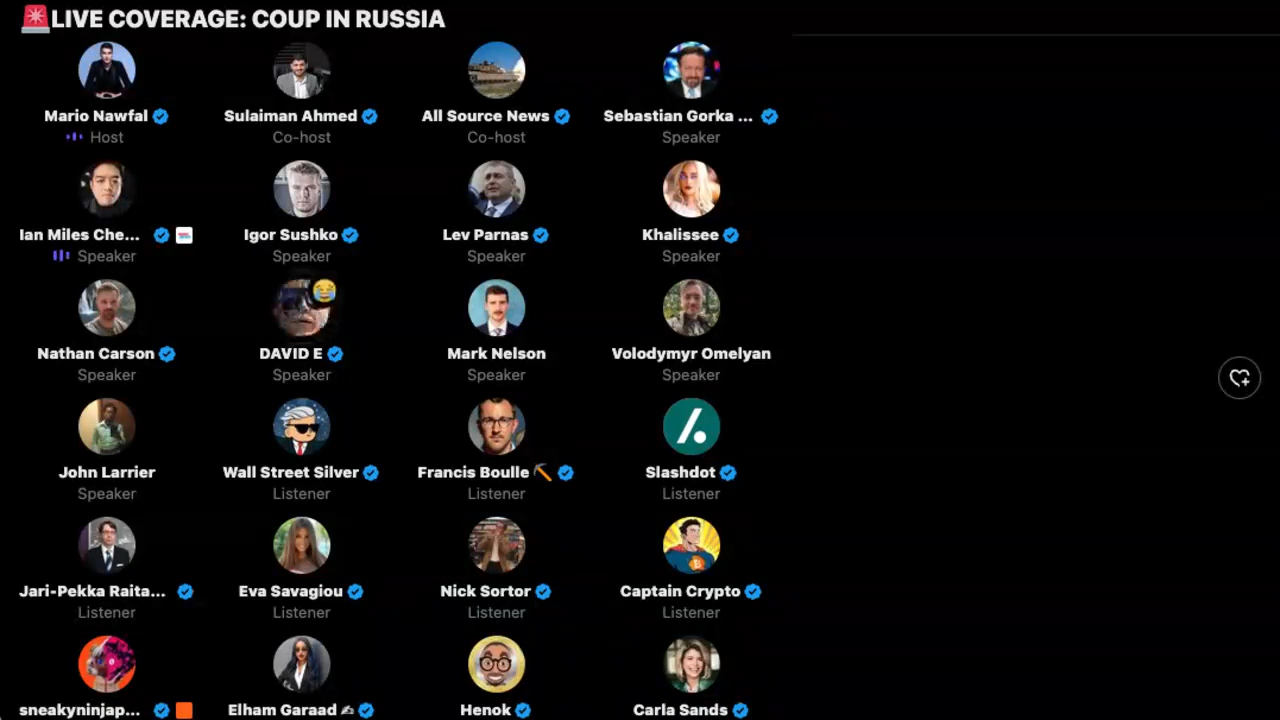 🚨LIVE COVERAGE: COUP IN RUSSIA
Mario Nawfal Sulaiman Ahmed All Source News Sebastian Gorka ...
Host Co-host Co-host Speaker
Ian Miles Che... Igor Sushko Lev Parnas Khalissee
Speaker Speaker Speaker Speaker
Nathan Carson DAVID E Mark Nelson Volodymyr Omelyan
Speaker Speaker Speaker Speaker
John Larrier Wall Street Silver Francis Boulle⛏️ Slashdot
Speaker Listener Listener Listener
Jari-Pekka Raita... Eva Savagiou Nick Sortor Captain Crypto
Listener Listener Listener Listener
sneakyninjap... Elham Garaad✍ Henok Carla Sands